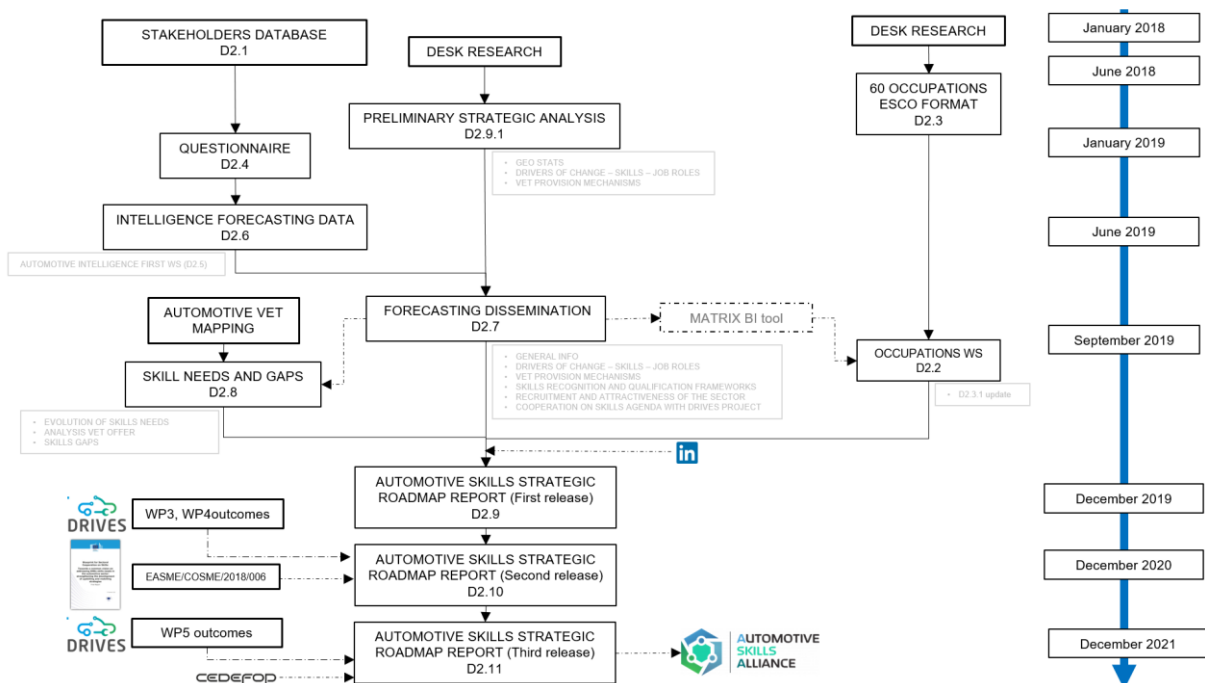 STAKEHOLDERS DATABASE
D2.1
DESK RESEARCH
DESK RESEARCH
January 2018
June 2018
60 OCCUPATIONS
ESCO FORMAT
D2.3
PRELIMINARY STRATEGIC ANALYSIS
D2.9.1
QUESTIONNAIRE
D2.4
January 2019
• GEO STATS
• DRIVERS OF CHANGE – SKILLS – JOB ROLES
• VET PROVISION MECHANISMS
INTELLIGENCE FORECASTING DATA
D2.6
June 2019
AUTOMOTIVE INTELLIGENCE FIRST WS (D2.5)
AUTOMOTIVE VET
MAPPING
FORECASTING DISSEMINATION
D2.7
MATRIX BI tool
September 2019
SKILL NEEDS AND GAPS
D2.8
OCCUPATIONS WS
D2.2
• GENERAL INFO
• DRIVERS OF CHANGE – SKILLS – JOB ROLES
• VET PROVISION MECHANISMS
• SKILLS RECOGNITION AND QUALIFICATION FRAMEWORKS
• RECRUITMENT AND ATTRACTIVENESS OF THE SECTOR
• COOPERATION ON SKILLS AGENDA WITH DRIVES PROJECT
• D2.3.1 update
• EVOLUTION OF SKILLS NEEDS
• ANALYSIS VET OFFER
• SKILLS GAPS
in
AUTOMOTIVE SKILLS STRATEGIC
ROADMAP REPORT (First release)
D2.9
December 2019
DRIVES
WP3, WP4outcomes
AUTOMOTIVE SKILLS STRATEGIC
ROADMAP REPORT (Second release)
D2.10
December 2020
EASME/COSME/2018/006
DRIVES
WP5 outcomes
AUTOMOTIVE SKILLS STRATEGIC
ROADMAP REPORT (Third release)
D2.11
AUTOMOTIVE
SKILLS
ALLIANCE
December 2021
CEDEFOP